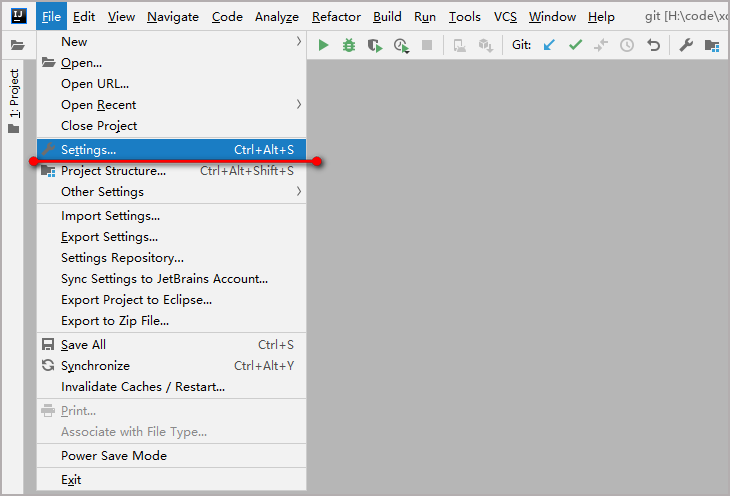 IJ File Edit View Navigate Code Analyze Refactor Build Run Tools VCS Window Help git [H:\code\xc
Git:
1: Project
New
Open...
Open URL...
Open Recent
Close Project
Settings... Ctrl+Alt+S
Project Structure... Ctrl+Alt+Shift+S
Other Settings
Import Settings...
Export Settings...
Settings Repository...
Sync Settings to JetBrains Account...
Export Project to Eclipse...
Export to Zip File...
Save All Ctrl+S
Synchronize Ctrl+Alt+Y
Invalidate Caches / Restart...
Print...
Associate with File Type...
Power Save Mode
Exit